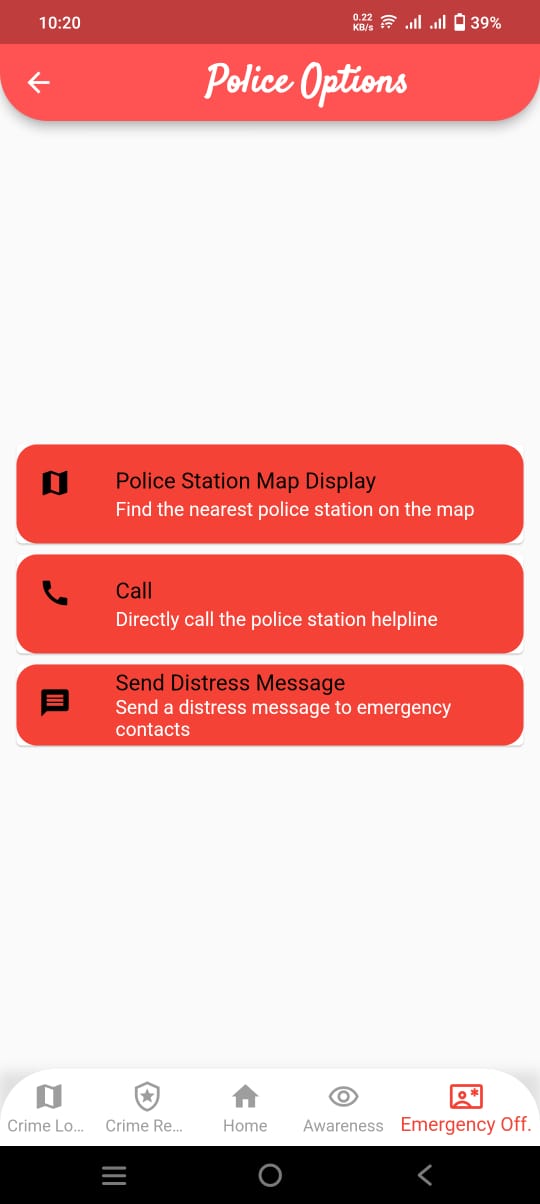 10:20
0.22
KB/s
39%
Police Options
Police Station Map Display
Find the nearest police station on the map
Call
Directly call the police station helpline
Send Distress Message
Send a distress message to emergency
contacts
Crime Lo...
Crime Re...
Home
Awareness
Emergency Off.